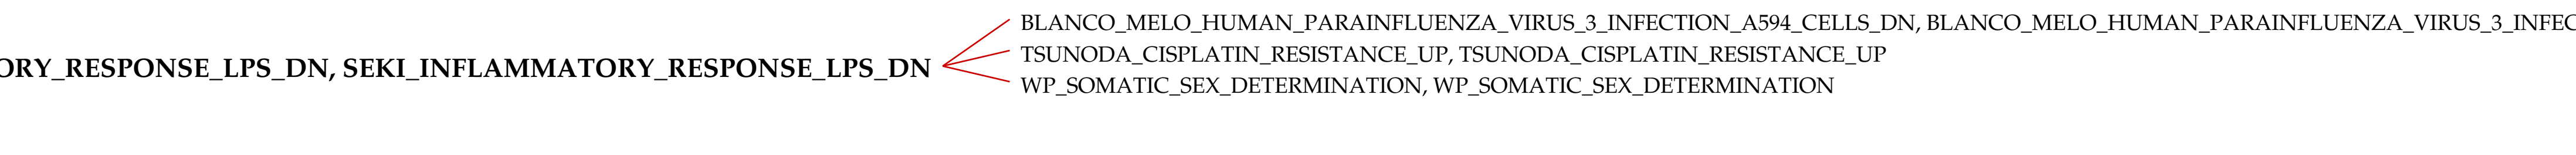 ORY_RESPONSE_LPS_DN, SEKI_INFLAMMATORY_RESPONSE_LPS_DN
BLANCO_MELO_HUMAN_PARAINFLUENZA_VIRUS_3_INFECTION_A594_CELLS_DN, BLANCO_MELO_HUMAN_PARAINFLUENZA_VIRUS_3_INFEC
TSUNODA_CISPLATIN_RESISTANCE_UP, TSUNODA_CISPLATIN_RESISTANCE_UP
WP_SOMATIC_SEX_DETERMINATION, WP_SOMATIC_SEX_DETERMINATION